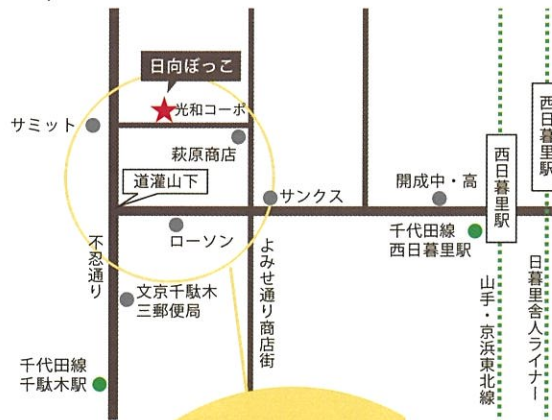 日向ぼっこ
光和コーポ
サミット
萩原商店
道灌山下
サンクス
開成中・高
西日暮里駅
西日暮里駅
ローソン
千代田線
西日暮里駅
不忍通り
よみせ通り商店街
文京千駄木
三郵便局
山手・京浜東北線
日暮里舎人ライナー
千代田線
千駄木駅